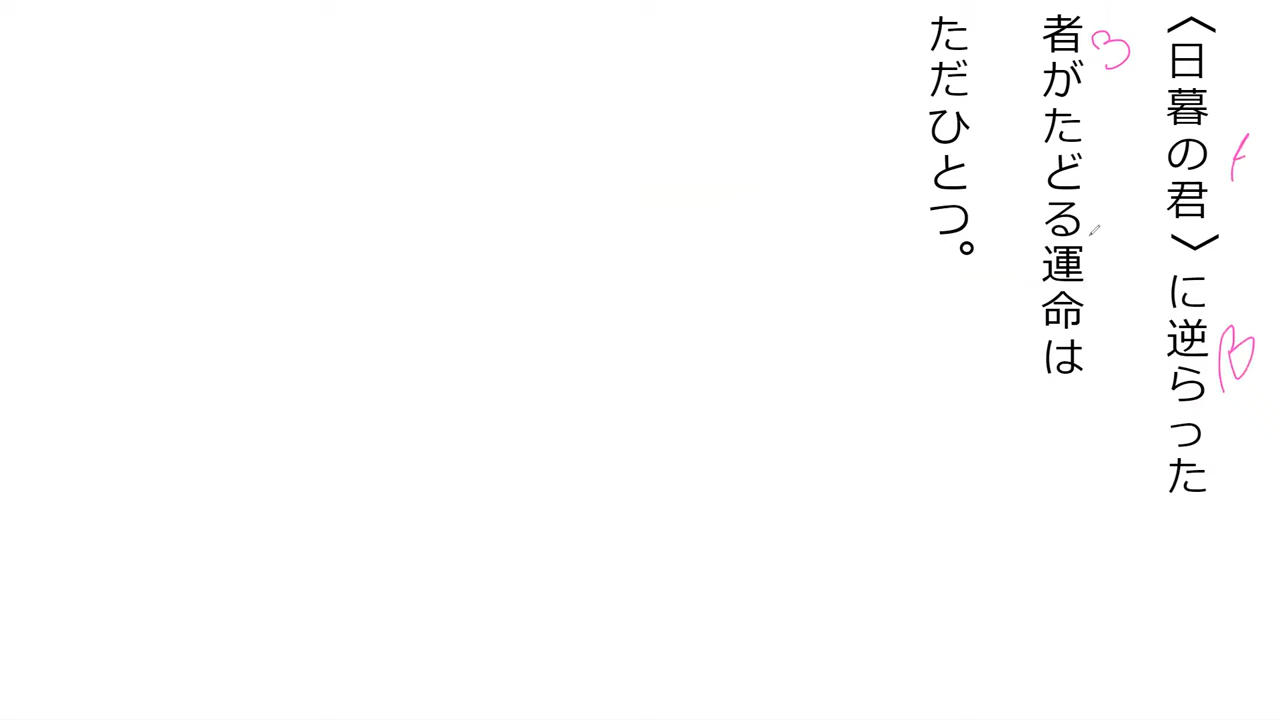 〈日暮の君〉に逆らった
者がたどる運命は
ただひとつ。